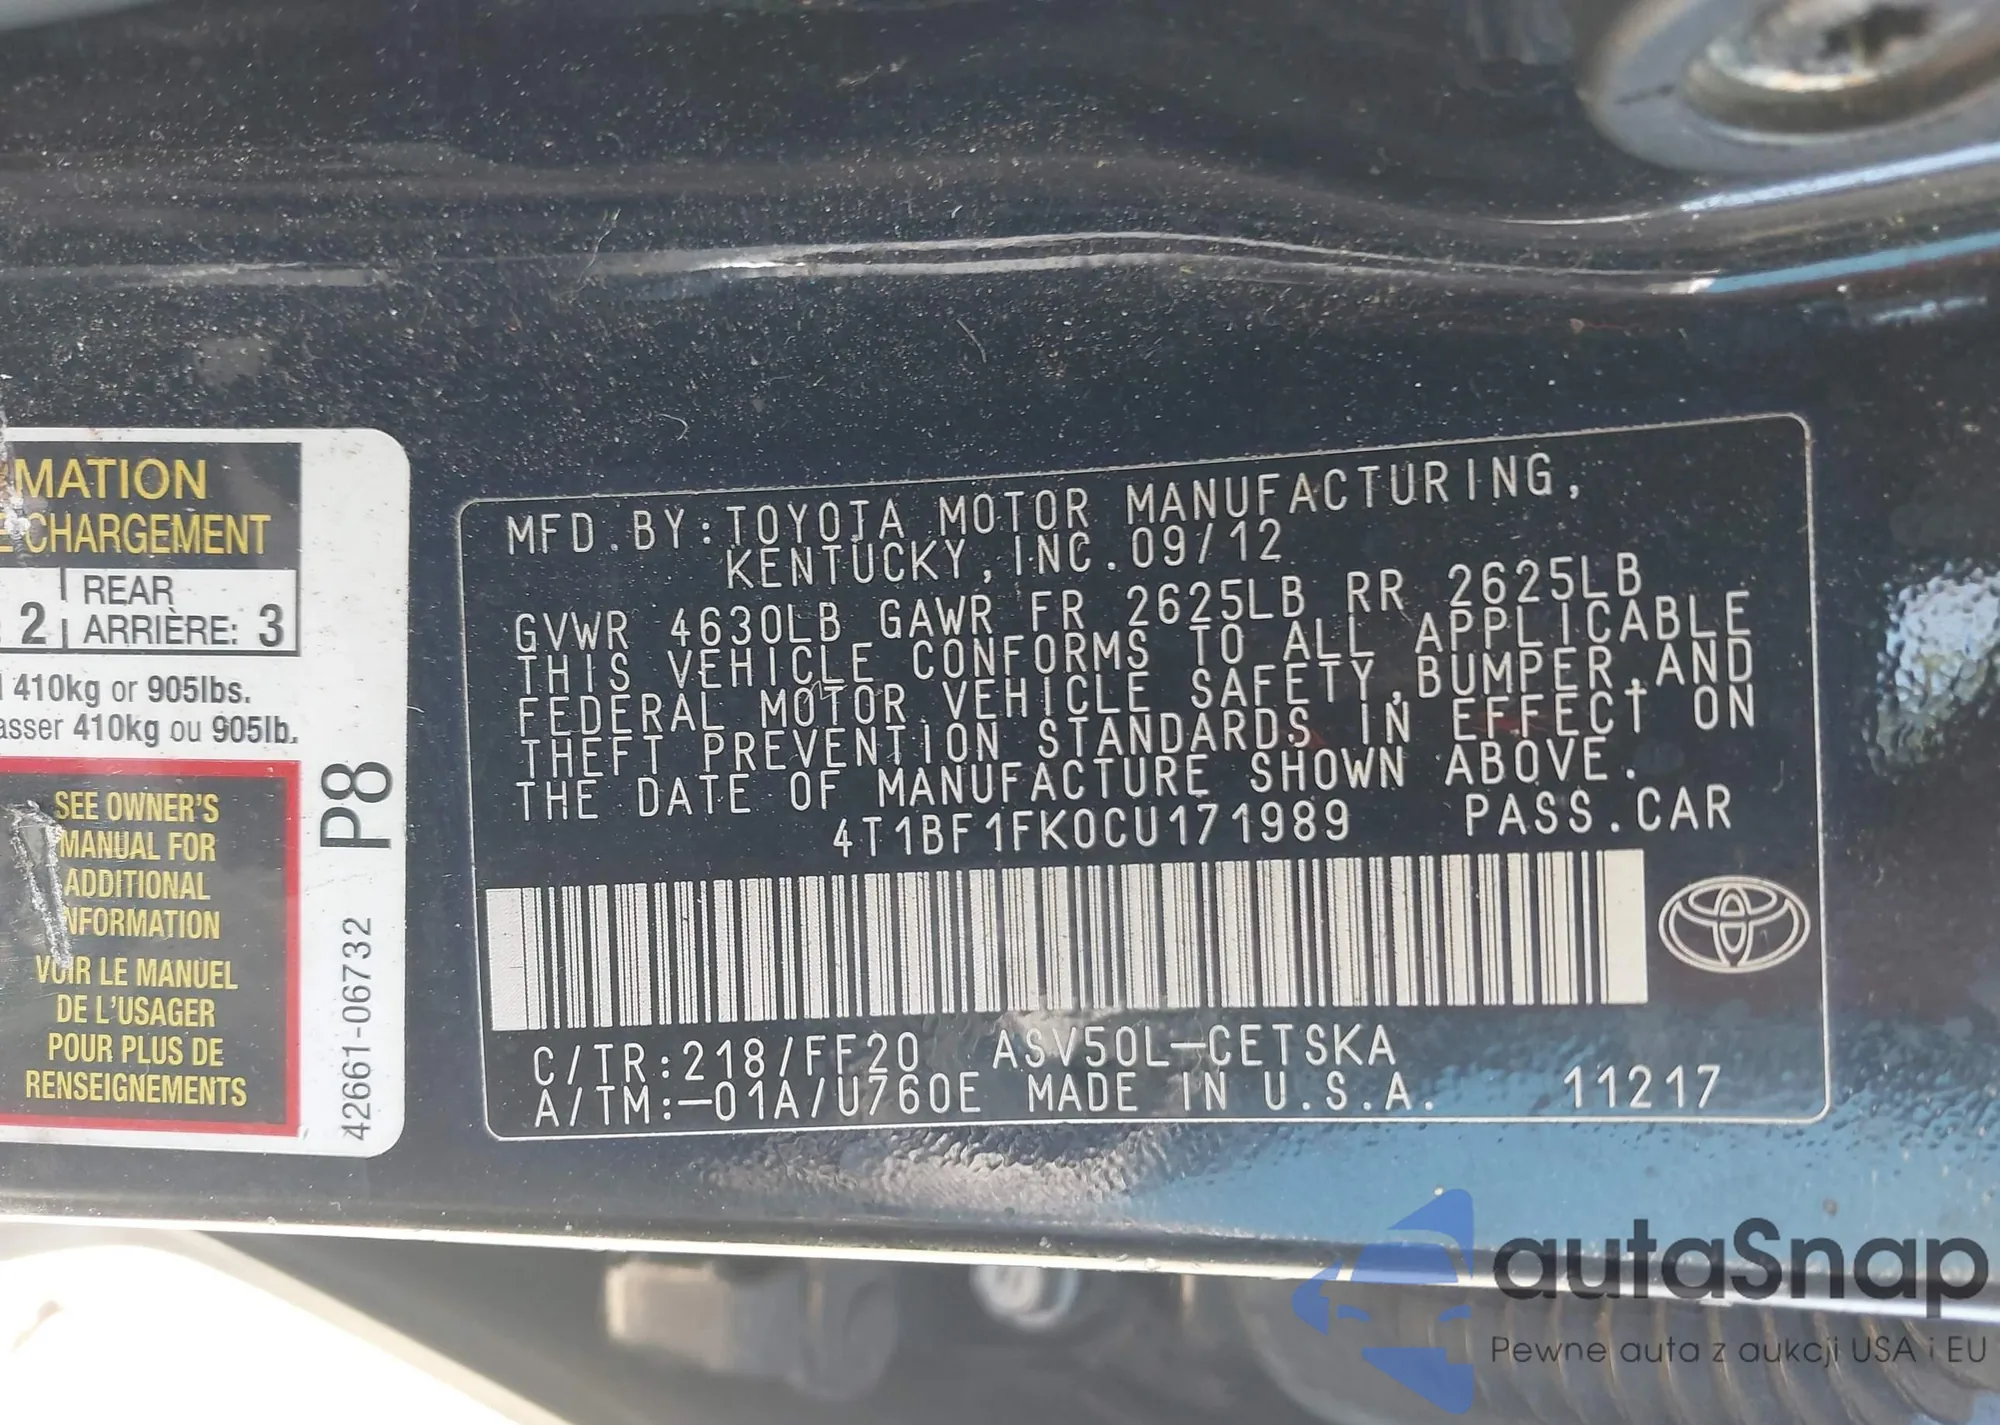 MATION
CHARGEMENT
2 REAR
ARRIÈRE: 3
410kg or 905lbs.
asser 410kg ou 905lb.
SEE OWNER'S
MANUAL FOR
ADDITIONAL
NFORMATION
VOIR LE MANUEL
DE L'USAGER
POUR PLUS DE
RENSEIGNEMENTS
P8
42661-06732
MFD.BY:TOYOTA MOTOR MANUFACTURING,
KENTUCKY,INC.09/12
GVWR 4630LB GAWR FR 2625LB RR 2625LB
THIS VEHICLE CONFORMS TO ALL APPLICABLE
FEDERAL MOTOR VEHICLE SAFETY,BUMPER,AND
THEFT PREVENTION STANDARDS IN EFFECT ON
THE DATE OF MANUFACTURE SHOWN ABOVE.
4T1BF1FK0CU171989 PASS.CAR
C/TR:218/FF20 ASV50L-CETSKA
A/TM:-01A/U760E MADE IN U.S.A. 11217
autaSnap
Pewne auta z aukcji USA i EU